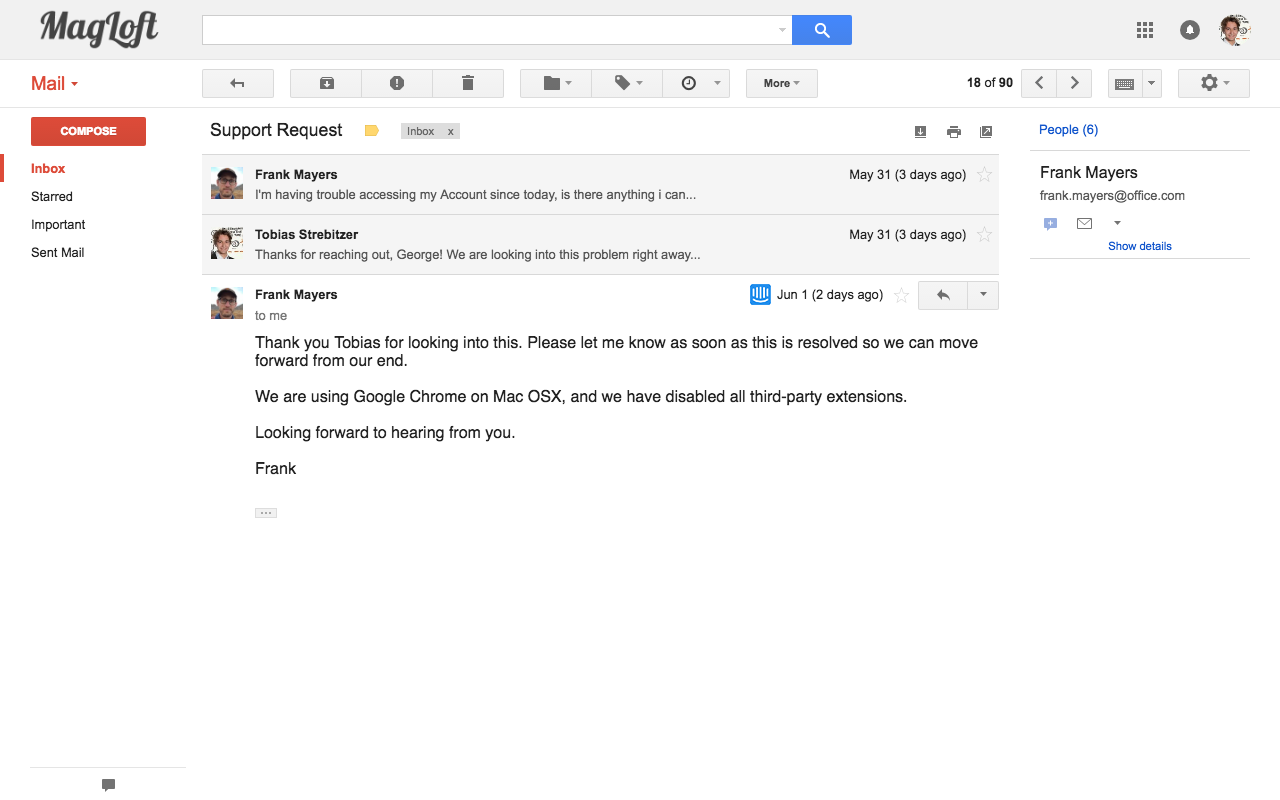 MagLoft
Mail
More
18 of 90
COMPOSE
Inbox
Starred
Important
Sent Mail
Support Request
Inbox x
Frank Mayers
May 31 (3 days ago)
I'm having trouble accessing my Account since today, is there anything i can...
Tobias Strebitzer
May 31 (3 days ago)
Thanks for reaching out, George! We are looking into this problem right away...
Frank Mayers
Jun 1 (2 days ago)
to me
Thank you Tobias for looking into this. Please let me know as soon as this is resolved so we can move
forward from our end.
We are using Google Chrome on Mac OSX, and we have disabled all third-party extensions.
Looking forward to hearing from you.
Frank
People (6)
Frank Mayers
frank.mayers@office.com
Show details